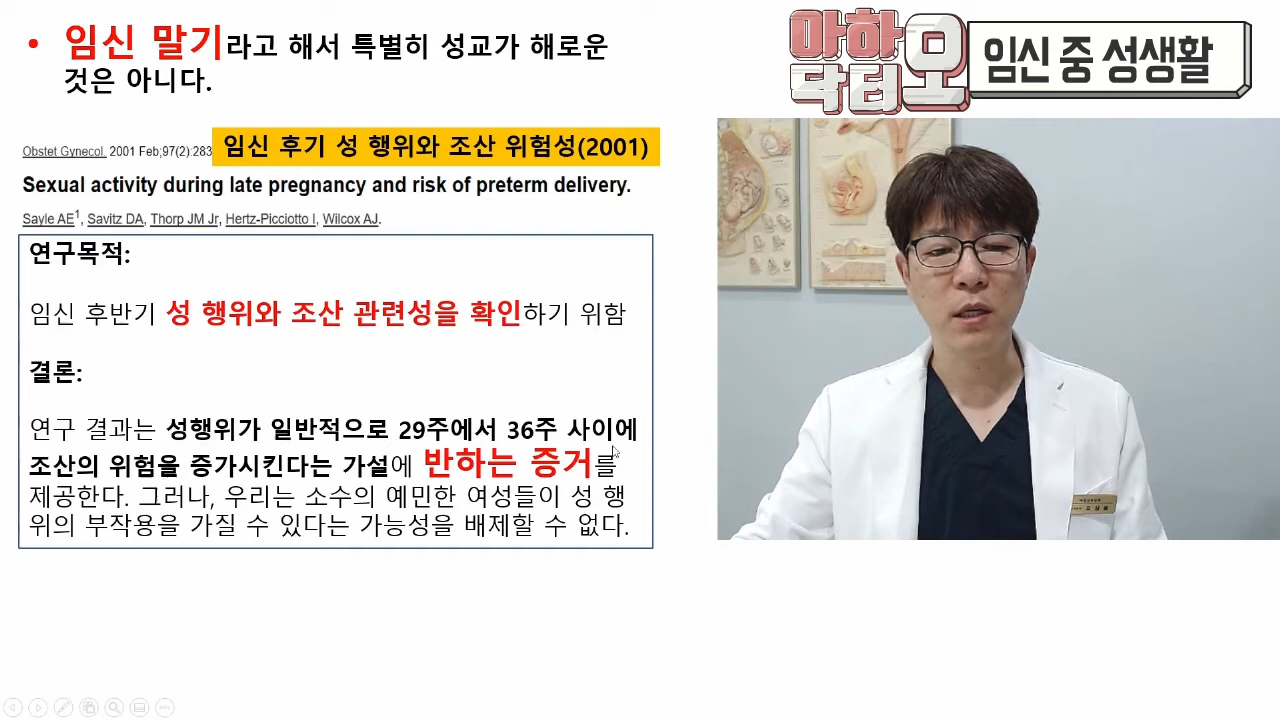 • 임신 말기라고 해서 특별히 성교가 해로운
것은 아니다.
아하
닥터오
임신 중 성생활
Obstet Gynecol. 2001 Feb;97(2):283
임신 후기 성 행위와 조산 위험성(2001)
Sexual activity during late pregnancy and risk of preterm delivery.
Sayle AE1, Savitz DA, Thorp JM Jr, Hertz-Picciotto I, Wilcox AJ.
연구목적:
임신 후반기 성 행위와 조산 관련성을 확인하기 위함
결론:
연구 결과는 성행위가 일반적으로 29주에서 36주 사이에
조산의 위험을 증가시킨다는 가설에 반하는 증거를
제공한다. 그러나, 우리는 소수의 예민한 여성들이 성 행
위의 부작용을 가질 수 있다는 가능성을 배제할 수 없다.